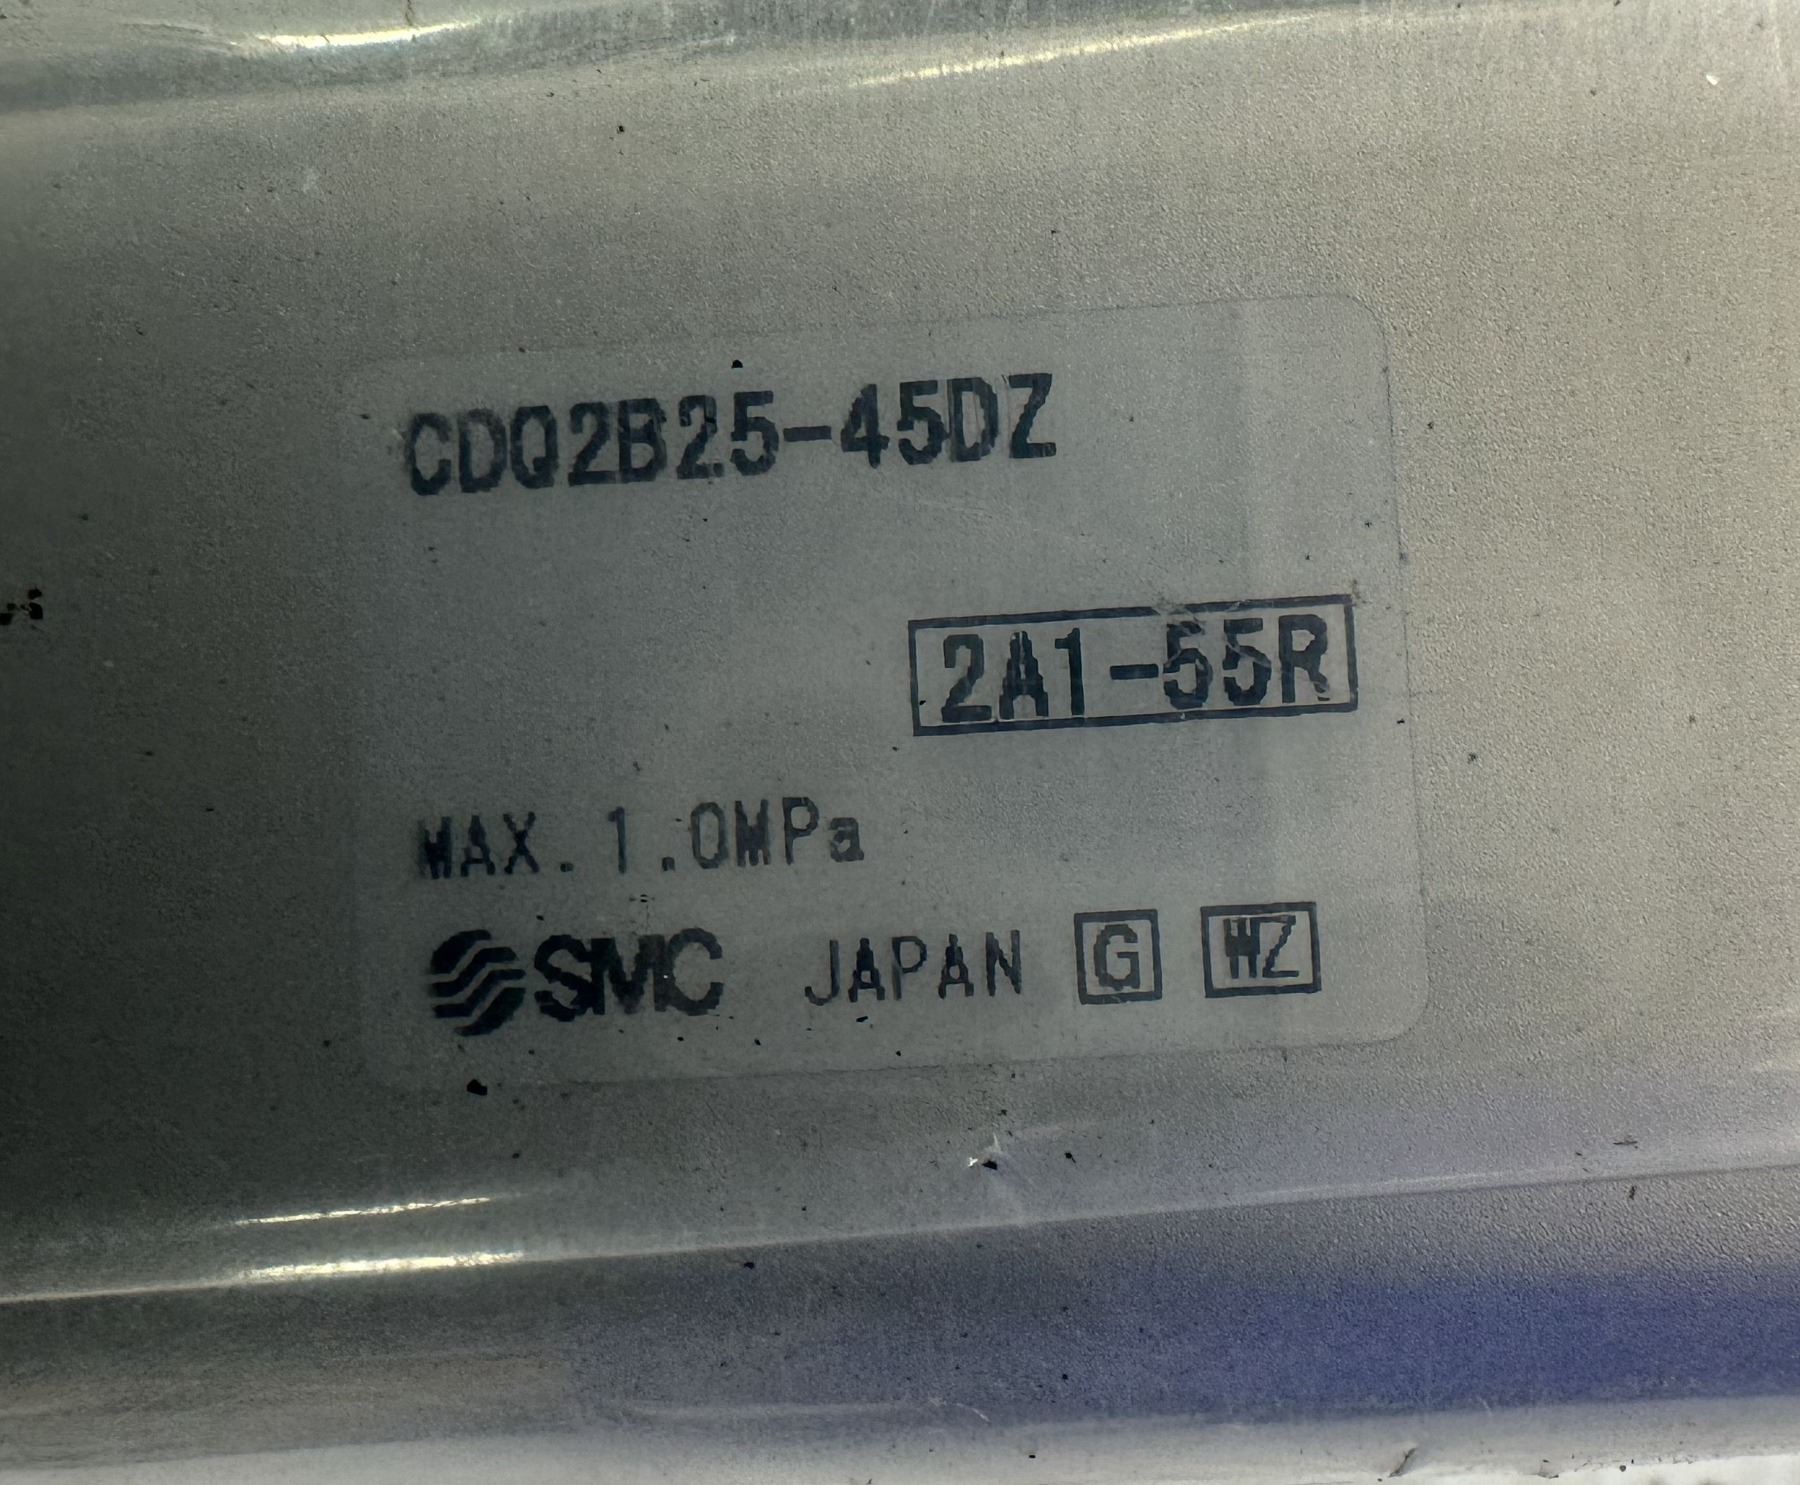 CDQ2B25-45DZ
2A1-55R
MAX. 1.0MPa
SMC JAPAN G WZ